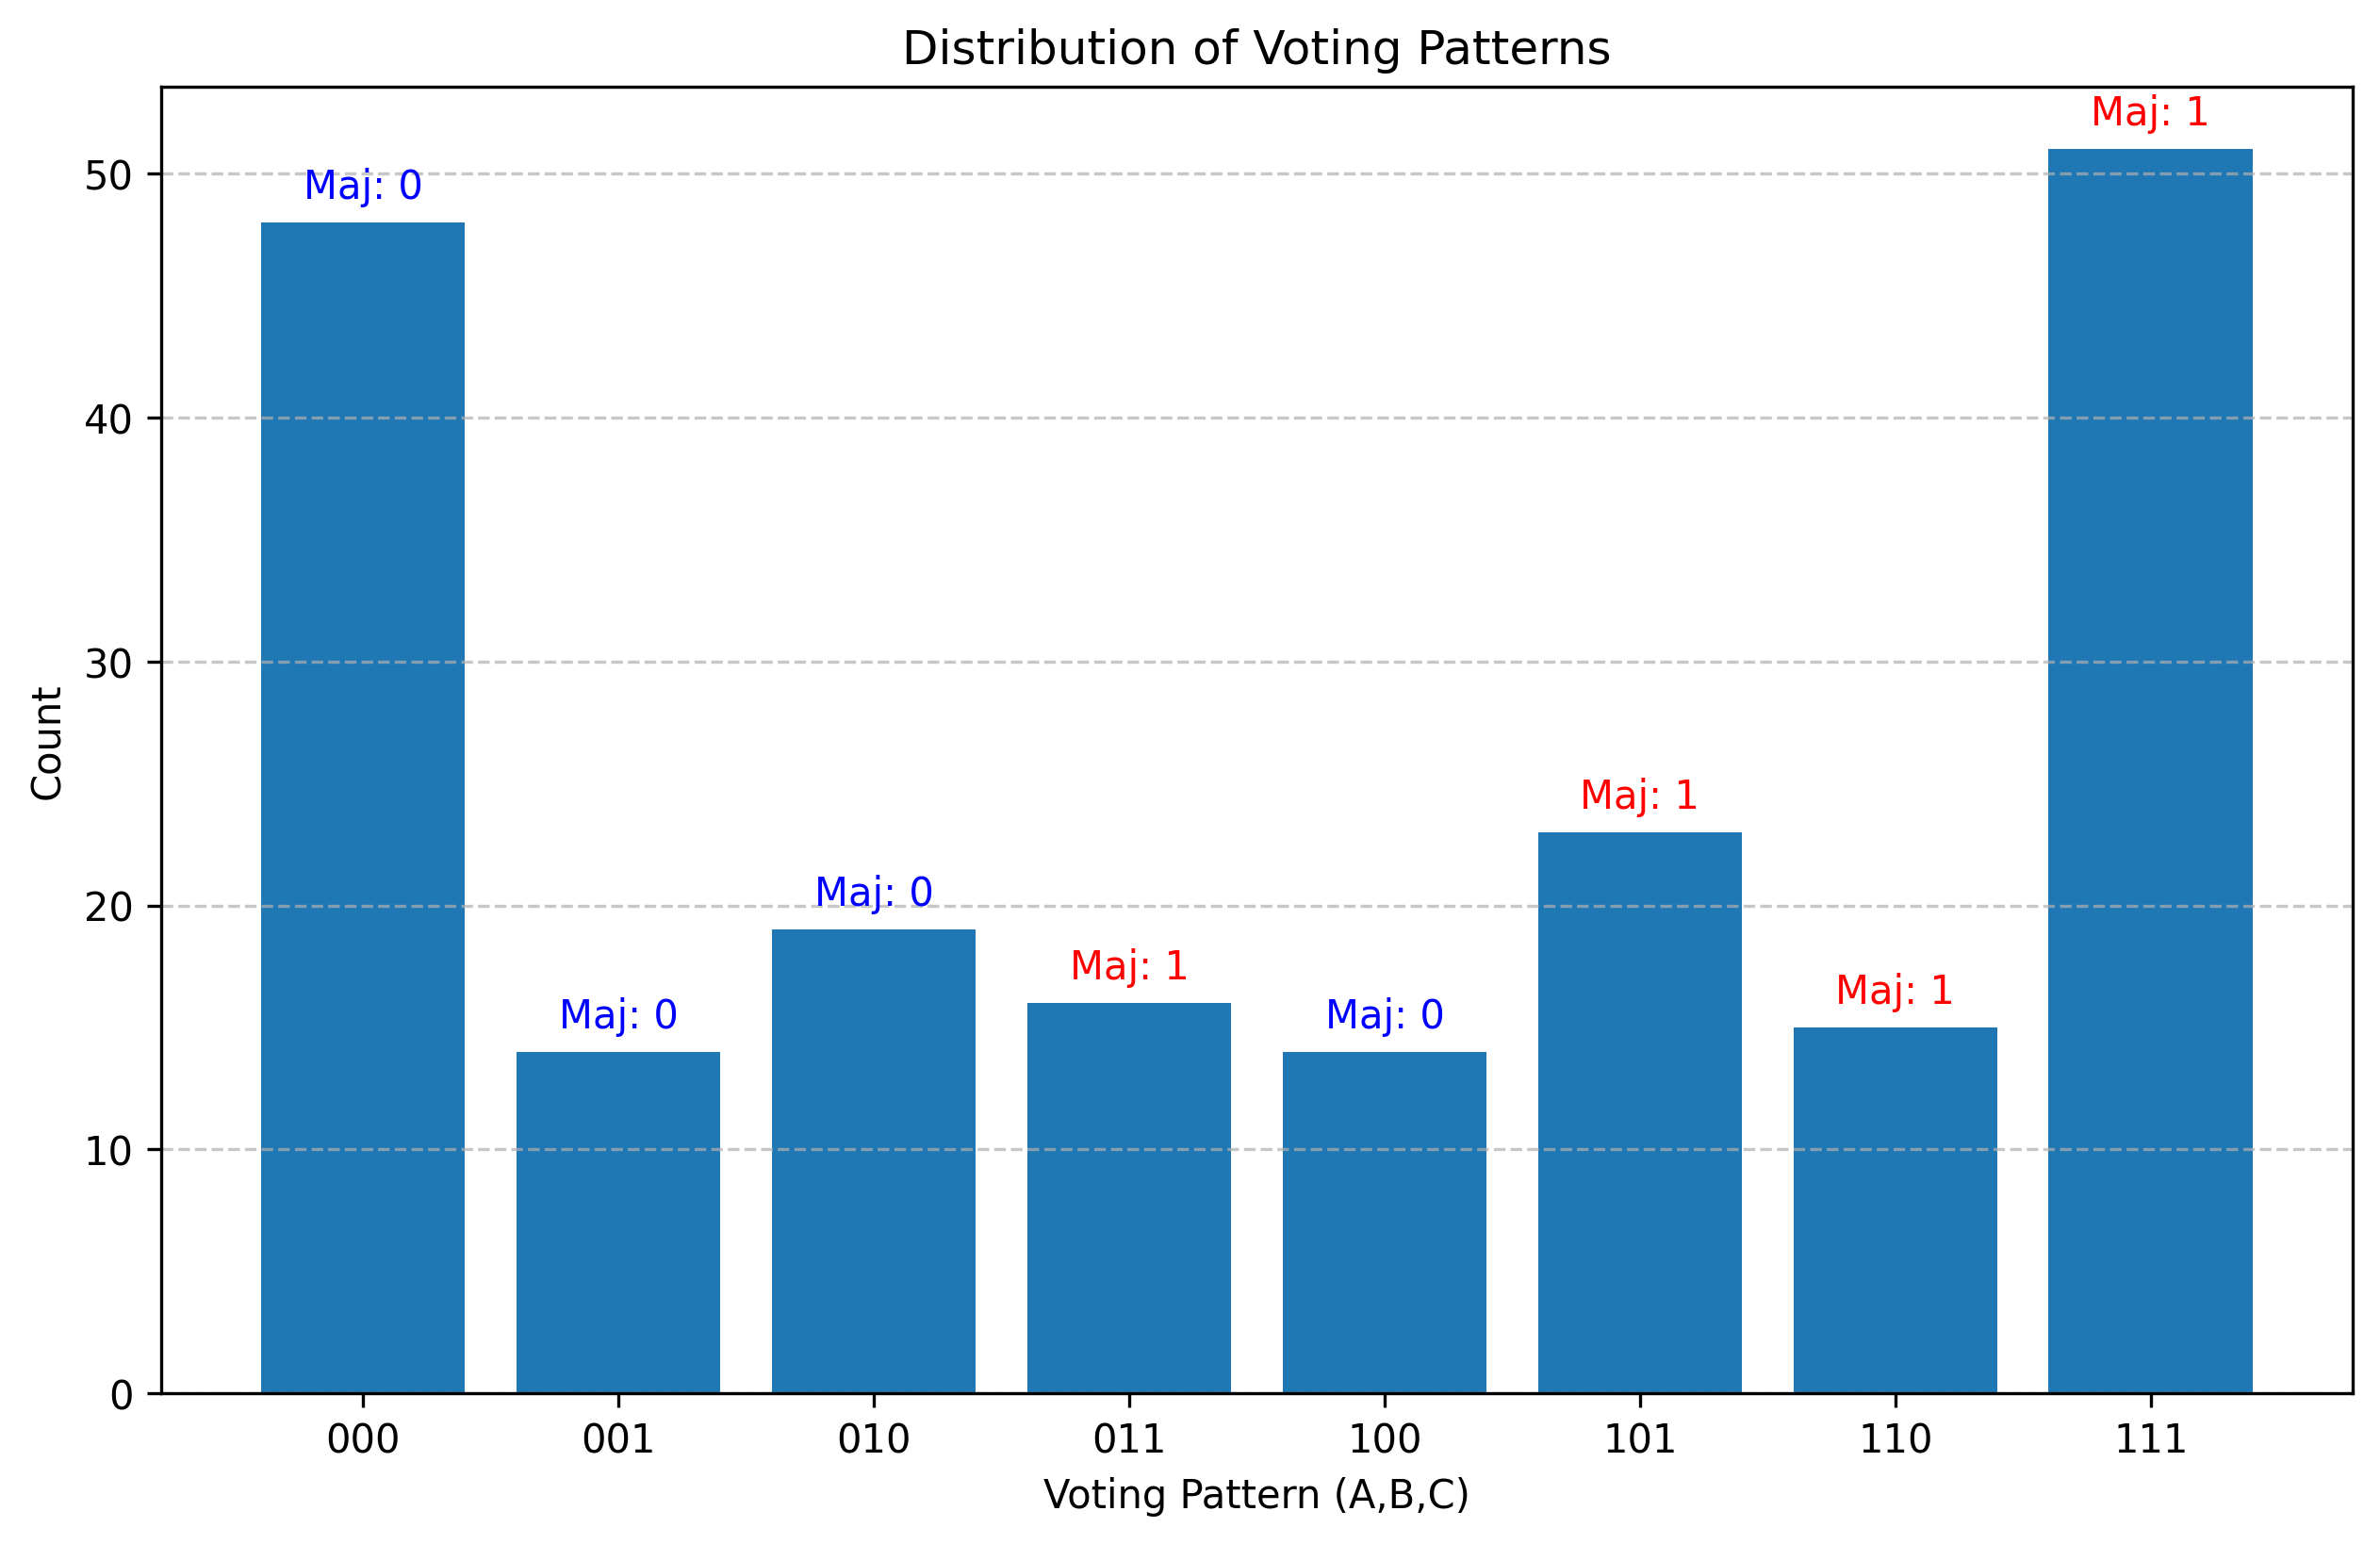 Distribution of Voting Patterns
Maj: 1
50
Maj: 0
40
30
Count
Maj: 1
20
Maj: 0
Maj: 1
Maj: 1
Maj: 0
Maj: 0
10
0
000 001 010 011 100 101 110 111
Voting Pattern (A,B,C)